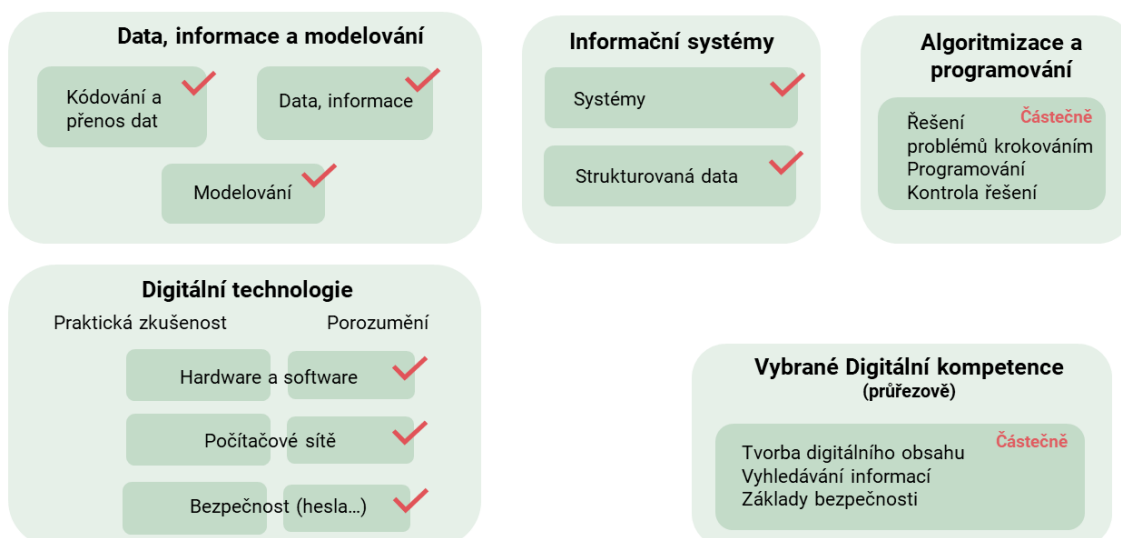 Data, informace a modelování
Kódování a
přenos dat
Data, informace
Modelování
Informační systémy
Systémy
Strukturovaná data
Algoritmizace a
programování
Částečně
Řešení
problémů krokováním
Programování
Kontrola řešení
Digitální technologie
Praktická zkušenost
Porozumění
Hardware a software
Počítačové sítě
Bezpečnost (hesla…)
Vybrané Digitální kompetence
(průřezově)
Částečně
Tvorba digitálního obsahu
Vyhledávání informací
Základy bezpečnosti